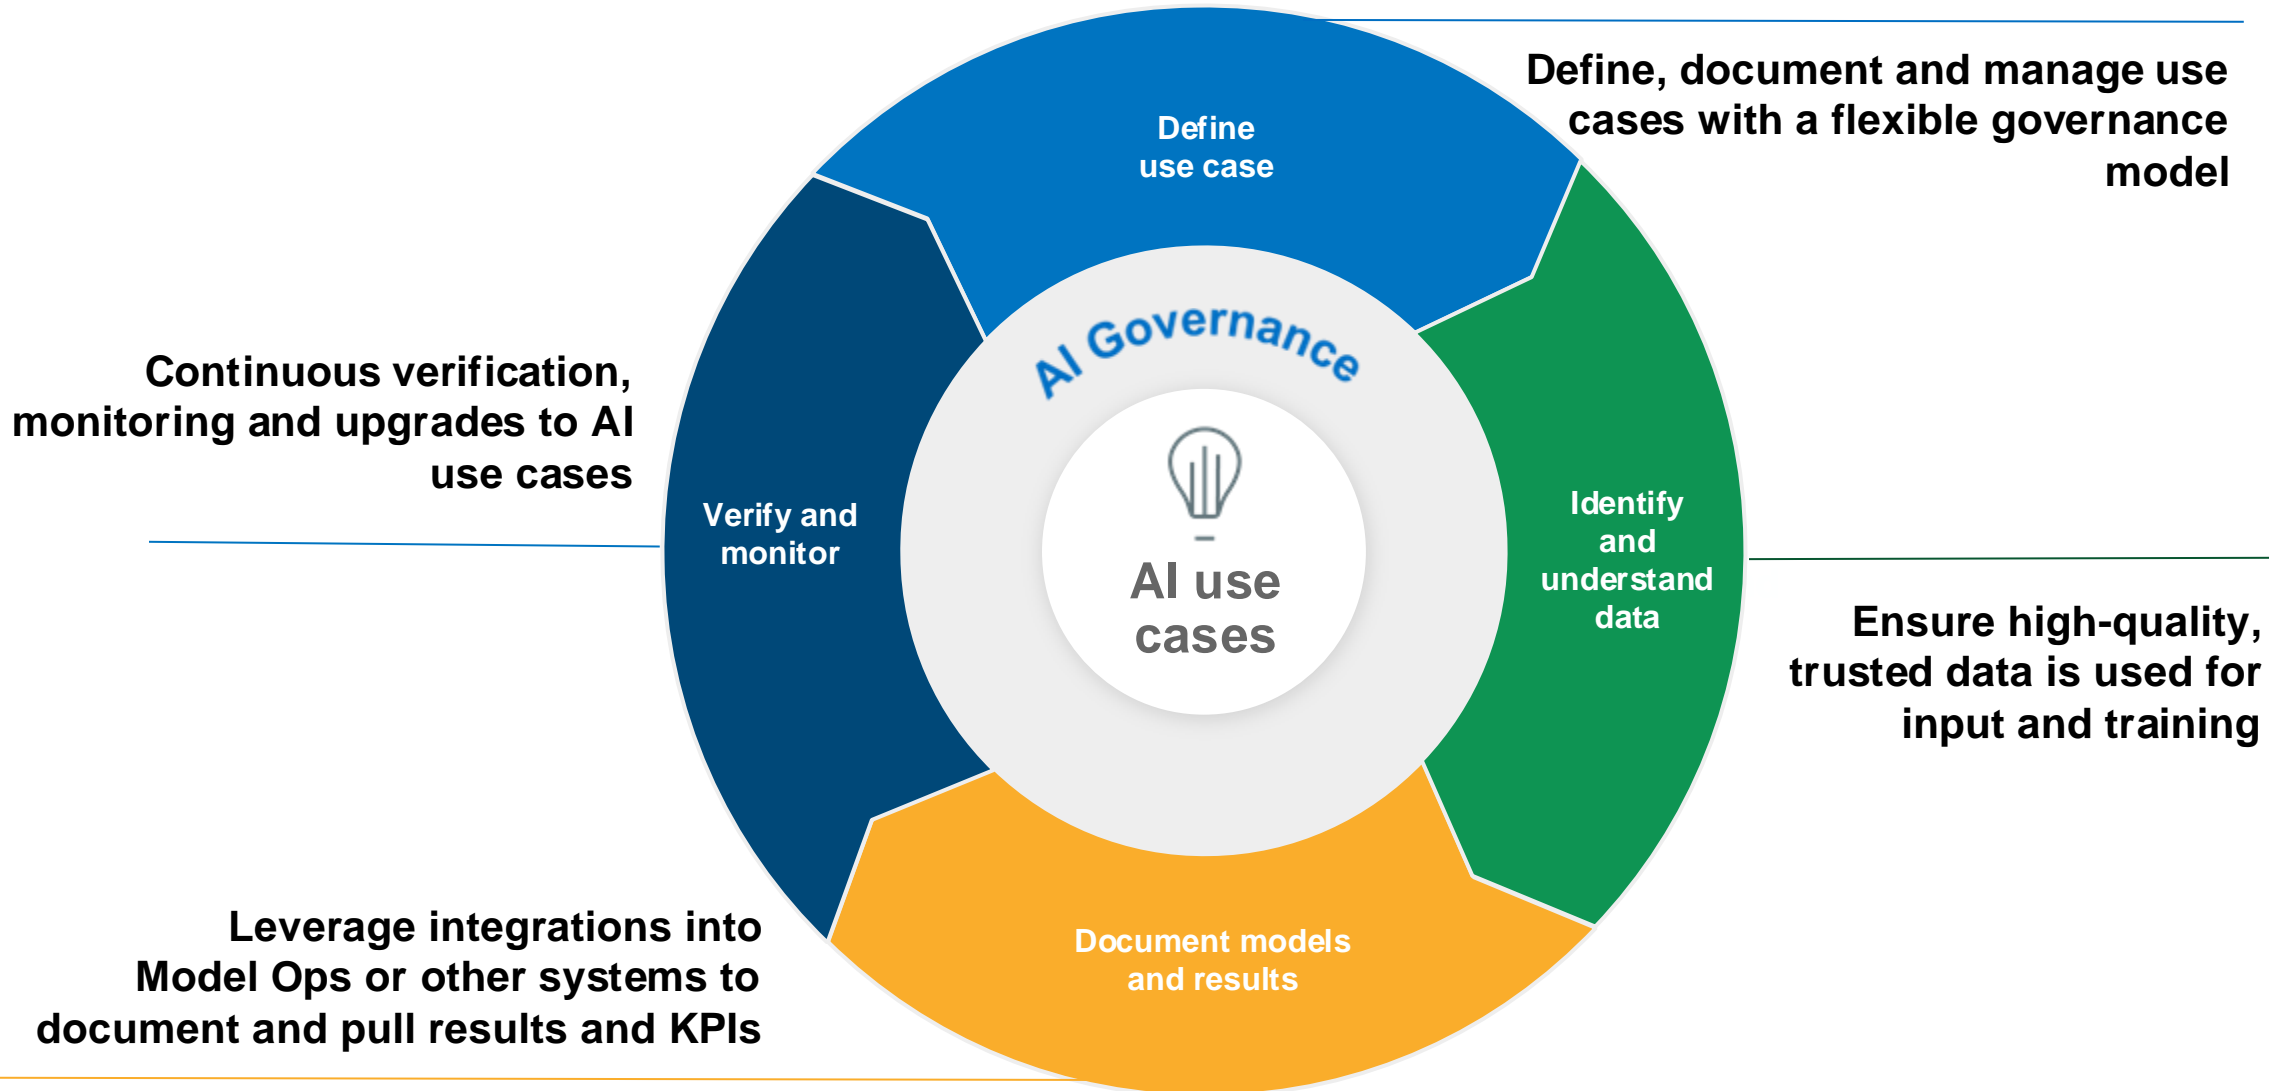 Define, document and manage use
cases with a flexible governance
model
Define
use case
AI Governance
Continuous verification,
monitoring and upgrades to AI
use cases
Verify and
monitor
AI use
cases
Identify
and
understand
data
Ensure high-quality,
trusted data is used for
input and training
Leverage integrations into
Model Ops or other systems to
document and pull results and KPIs
Document models
and results